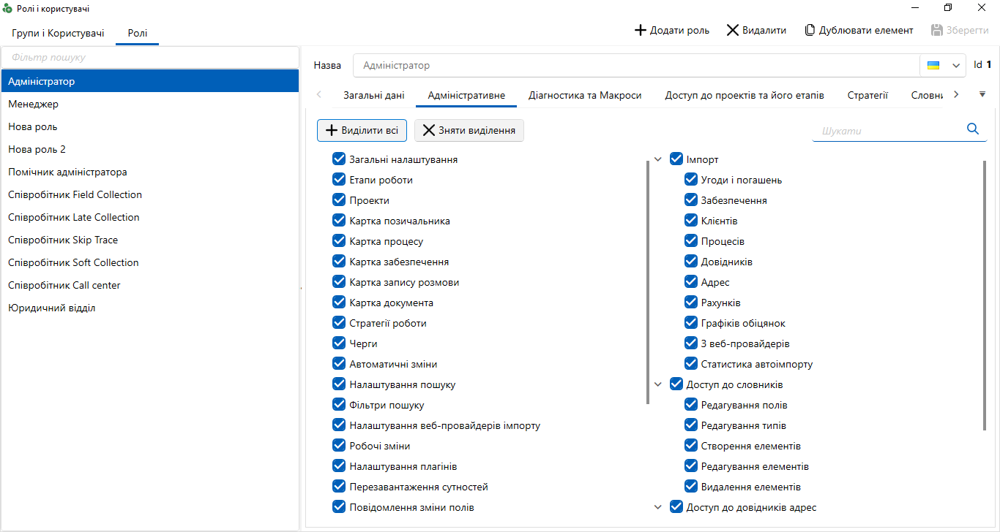 Ролі і користувачі
Групи і Користувачі
Ролі
Додати роль
Видалити
Дублювати елемент
Зберегти
Фільтр пошуку
Адміністратор
Менеджер
Нова роль
Нова роль 2
Помічник адміністратора
Співробітник Field Collection
Співробітник Late Collection
Співробітник Skip Trace
Співробітник Soft Collection
Співробітник Call center
Юридичний відділ
Назва
Адміністратор
Id 1
Загальні дані
Адміністративне
Діагностика та Макроси
Доступ до проектів та його етапів
Стратегії
Словни
Виділити всі
Зняти виділення
Шукати
Загальні налаштування
Етапи роботи
Проекти
Картка позичальника
Картка процесу
Картка забезпечення
Картка запису розмови
Картка документа
Стратегії роботи
Черги
Автоматичні зміни
Налаштування пошуку
Фільтри пошуку
Налаштування веб-провайдерів імпорту
Робочі зміни
Налаштування плагінів
Перезавантаження сутностей
Повідомлення зміни полів
Імпорт
Угоди і погашень
Забезпечення
Клієнтів
Процесів
Довідників
Адрес
Рахунків
Графіків обіцянок
З веб-провайдерів
Статистика автоімпорту
Доступ до словників
Редагування полів
Редагування типів
Створення елементів
Редагування елементів
Видалення елементів
Доступ до довідників адрес